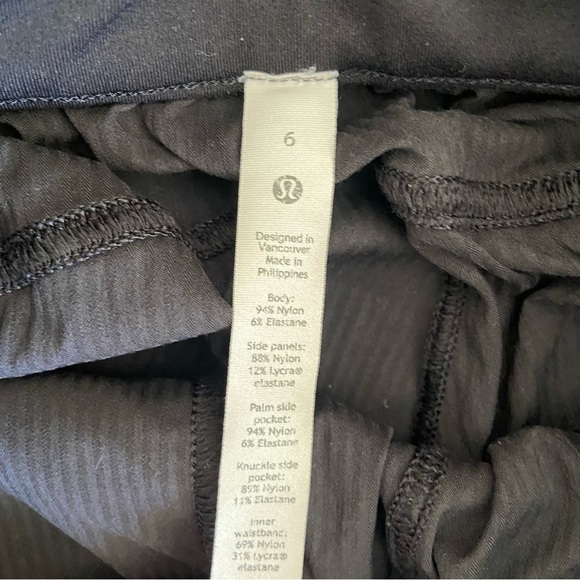 6
Designed in
Vancouver
Made in
Philippines
Body:
94% Nylon
6% Elastane
Side panels:
88% Nylon
12% Lycra®
elastane
Palm side
pocket:
94% Nylon
6% Elastane
Knuckle side
pocket:
89% Nylon
11% Elastane
Inner
waistband:
69% Nylon
31% Lycra®
elastane